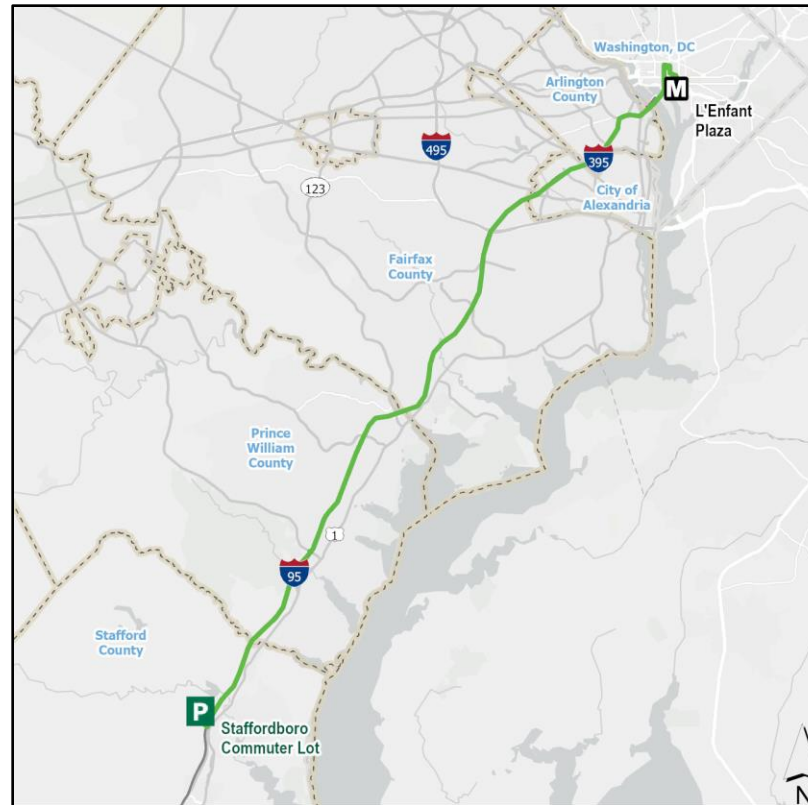 Washington, DC
Arlington
County
M
L'Enfant
Plaza
495
395
123
City of
Alexandria
Fairfax
County
Prince
William
County
1
95
Stafford
County
P
Staffordboro
Commuter Lot
N